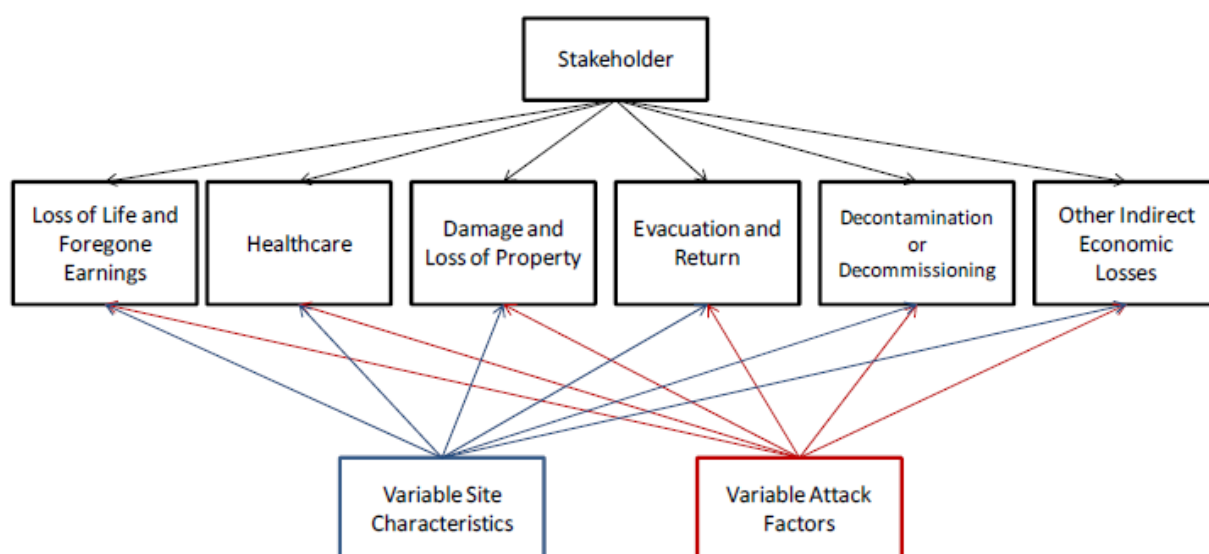 Stakeholder
Loss of Life and
Foregone
Earnings
Healthcare
Damage and
Loss of Property
Evacuation and
Return
Decontamination
or
Decommissioning
Other Indirect
Economic
Losses
Variable Site
Characteristics
Variable Attack
Factors